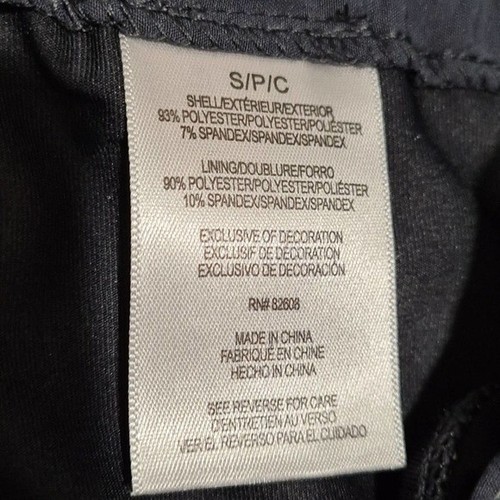 S/P/C
SHELL/EXTÉRIEUR/EXTERIOR
93% POLYESTER/POLYESTER/POLIÉSTER
7% SPANDEX/SPANDEX/SPANDEX
LINING/DOUBLURE/FORRO
90% POLYESTER/POLYESTER/POLIÉSTER
10% SPANDEX/SPANDEX/SPANDEX
EXCLUSIVE OF DECORATION
EXCLUSIF DE DÉCORATION
EXCLUSIVO DE DECORACIÓN
RN# 82608
MADE IN CHINA
FABRIQUÉ EN CHINE
HECHO EN CHINA
SEE REVERSE FOR CARE
D'ENTRETIEN AU VERSO
VER EL REVERSO PARA EL CUIDADO